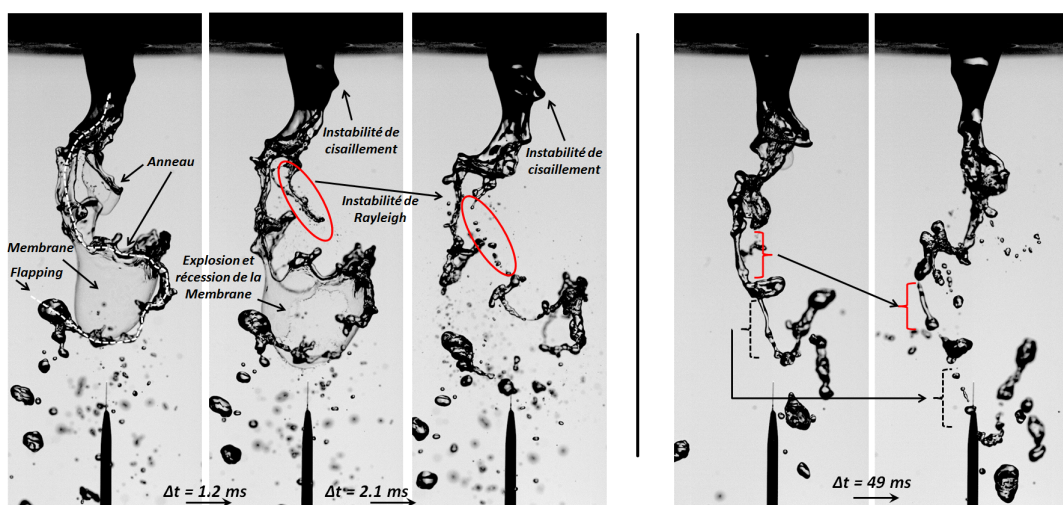 Anneau
Membrane
Flapping
Instabilité de
cisaillement
Instabilité de
Rayleigh
Explosion et
récession de la
Membrane
Instabilité de
cisaillement
Δt = 1.2 ms
Δt = 2.1 ms
Δt = 49 ms